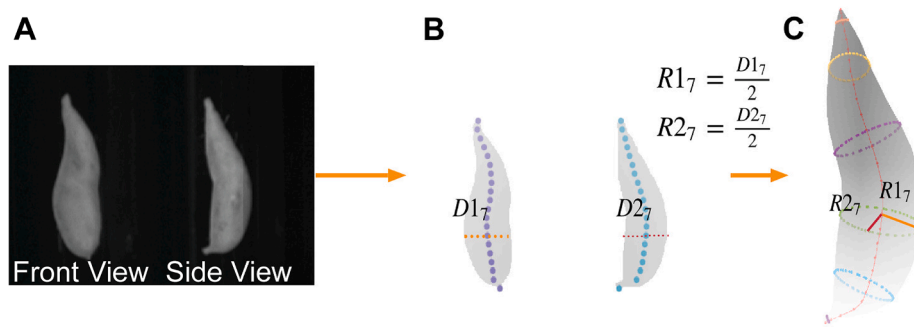 A
Front View
Side View
B
D1₇
D2₇
R1₇ = D1₇/2
R2₇ = D2₇/2
C
R1₇
R2₇